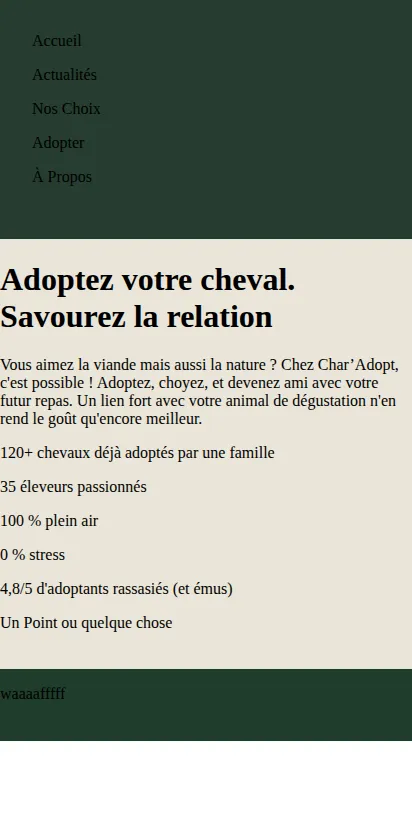 Accueil
Actualités
Nos Choix
Adopter
À Propos
Adoptez votre cheval.
Savourez la relation
Vous aimez la viande mais aussi la nature ? Chez Char’Adopt,
c'est possible ! Adoptez, choyez, et devenez ami avec votre
futur repas. Un lien fort avec votre animal de dégustation n'en
rend le goût qu'encore meilleur.
120+ chevaux déjà adoptés par une famille
35 éleveurs passionnés
100 % plein air
0 % stress
4,8/5 d'adoptants rassasiés (et émus)
Un Point ou quelque chose
waaaafffff